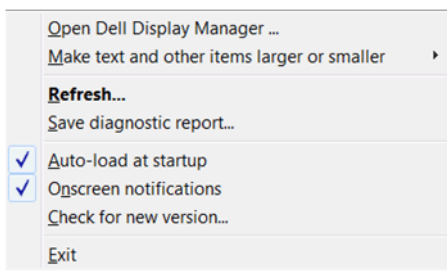 Open Dell Display Manager ...
Make text and other items larger or smaller
Refresh...
Save diagnostic report...
Auto-load at startup
Onscreen notifications
Check for new version...
Exit